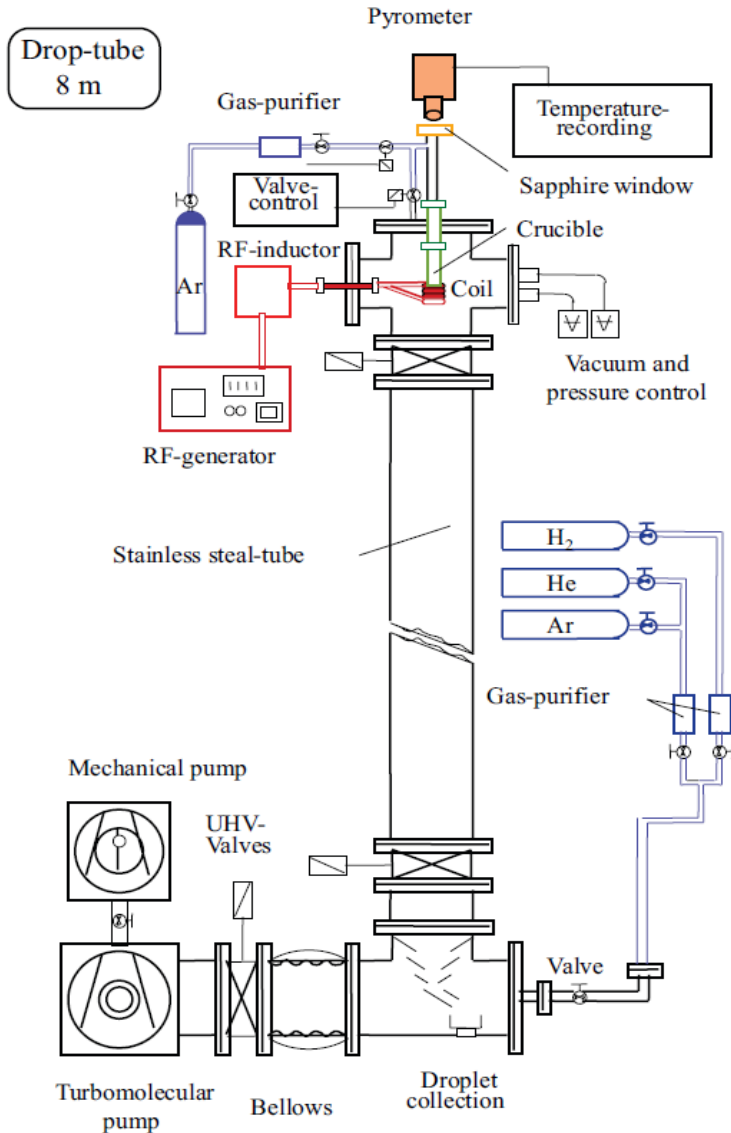 Pyrometer
Drop-tube
8 m
Gas-purifier
Temperature-
recording
Valve-
control
Sapphire window
Crucible
RF-inductor
Ar
Coil
Vacuum and
pressure control
RF-generator
Stainless steal-tube
H₂
He
Ar
Gas-purifier
Mechanical pump
UHV-
Valves
Valve
Droplet
collection
Turbomolecular
pump
Bellows